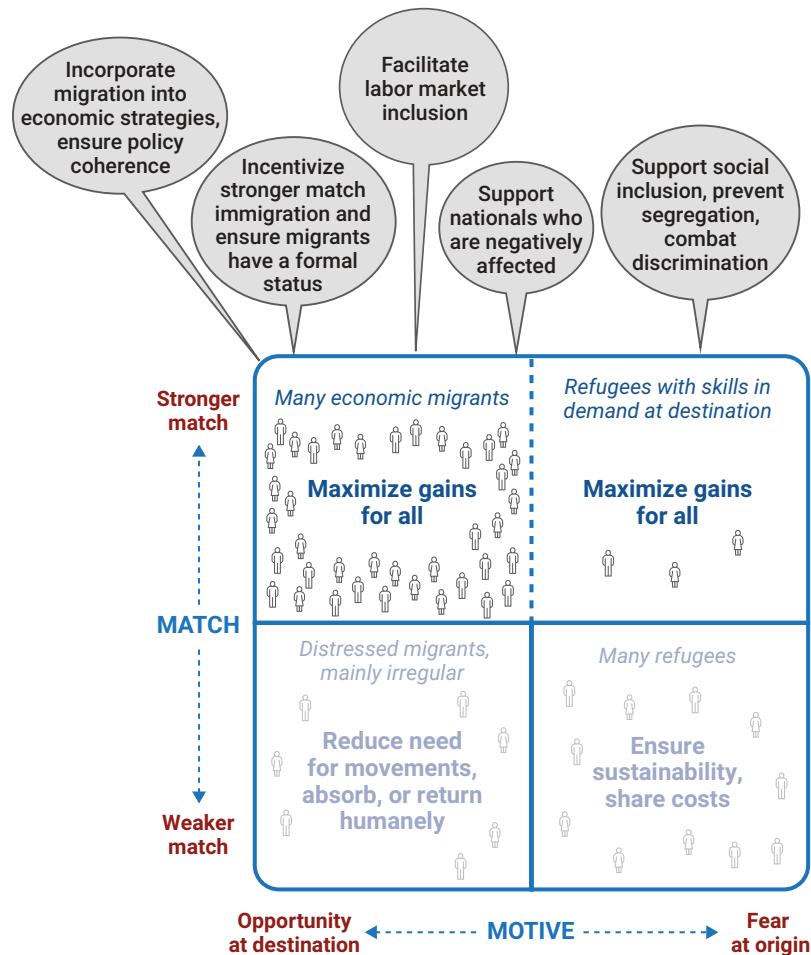 Incorporate
migration into
economic strategies,
ensure policy
coherence
Incentivize
stronger match
immigration and
ensure migrants
have a formal
status
Facilitate
labor market
inclusion
Support
nationals who
are negatively
affected
Support social
inclusion, prevent
segregation,
combat
discrimination
Stronger
match
MATCH
Weaker
match
Many economic migrants
Maximize gains
for all
Refugees with skills in
demand at destination
Maximize gains
for all
Distressed migrants,
mainly irregular
Reduce need
for movements,
absorb, or return
humanely
Many refugees
Ensure
sustainability,
share costs
Opportunity
at destination
MOTIVE
Fear
at origin